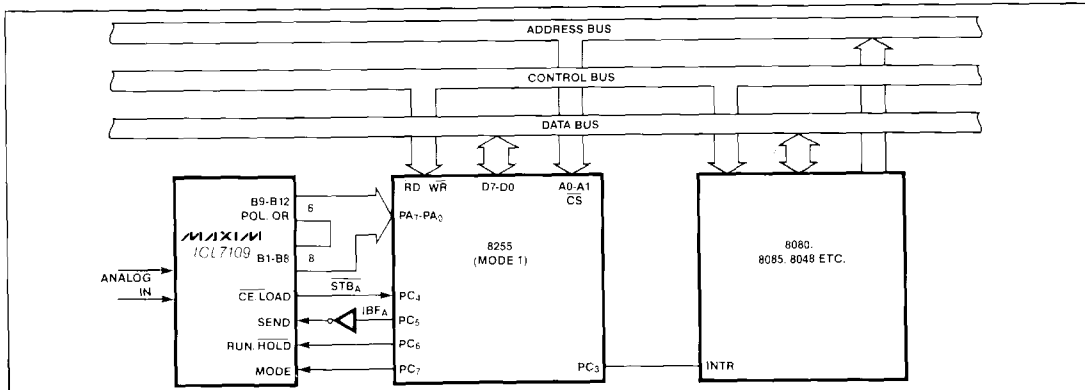 ADDRESS BUS
CONTROL BUS
DATA BUS
MAXIM
ICL7109
B9-B12
POL. OR
6
B1-B8
8
ANALOG
IN
CE. LOAD
SEND
RUN. HOLD
MODE
STBA
IBFA
RD WR
D7-D0
A0-A1
CS
PA7-PA0
8255
(MODE 1)
PC4
PC5
PC6
PC7
PC3
8080.
8085. 8048 ETC.
INTR